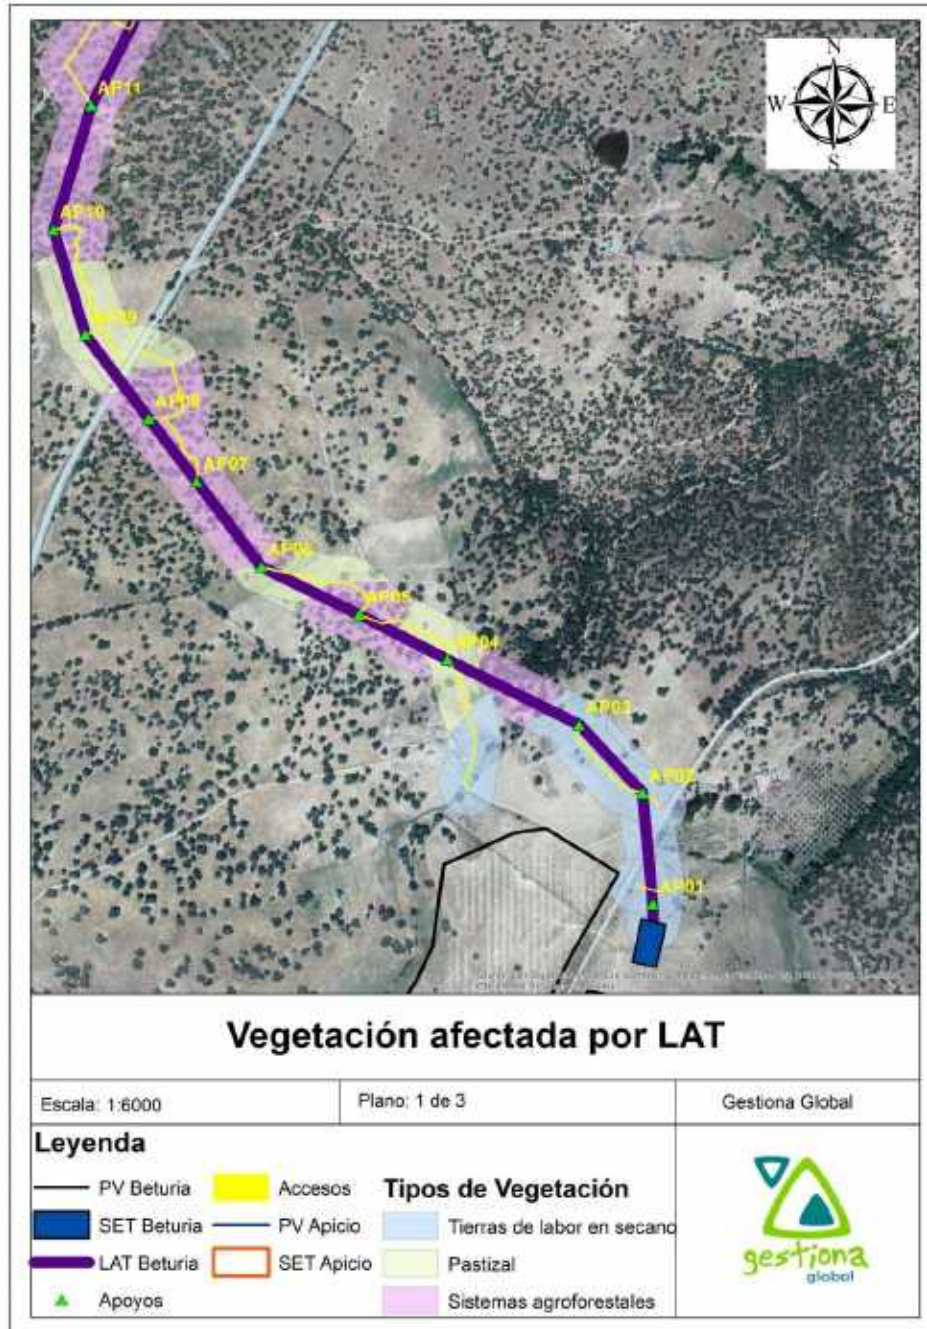 N
W E
S
AP11
AP10
AP09
AP08
AP07
AP06
AP05
AP04
AP03
AP02
AP01
Vegetación afectada por LAT
Escala: 1:6000
Plano: 1 de 3
Gestiona Global
Leyenda
PV Beturia
SET Beturia
LAT Beturia
Apoyos
Accesos
PV Apicio
SET Apicio
Tipos de Vegetación
Tierras de labor en secano
Pastizal
Sistemas agroforestales
gestiona
global